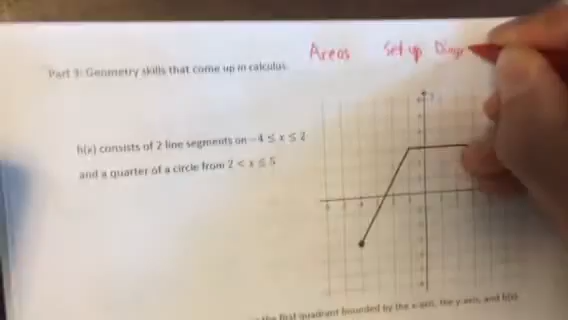 Areas Set up Diagr
Part 3: Geometry skills that come up in calculus.
h(x) consists of 2 line segments on -4 ≤ x ≤ 2
and a quarter of a circle from 2 < x ≤ 5
the first quadrant bounded by the x-axis, the y-axis, and h(x)